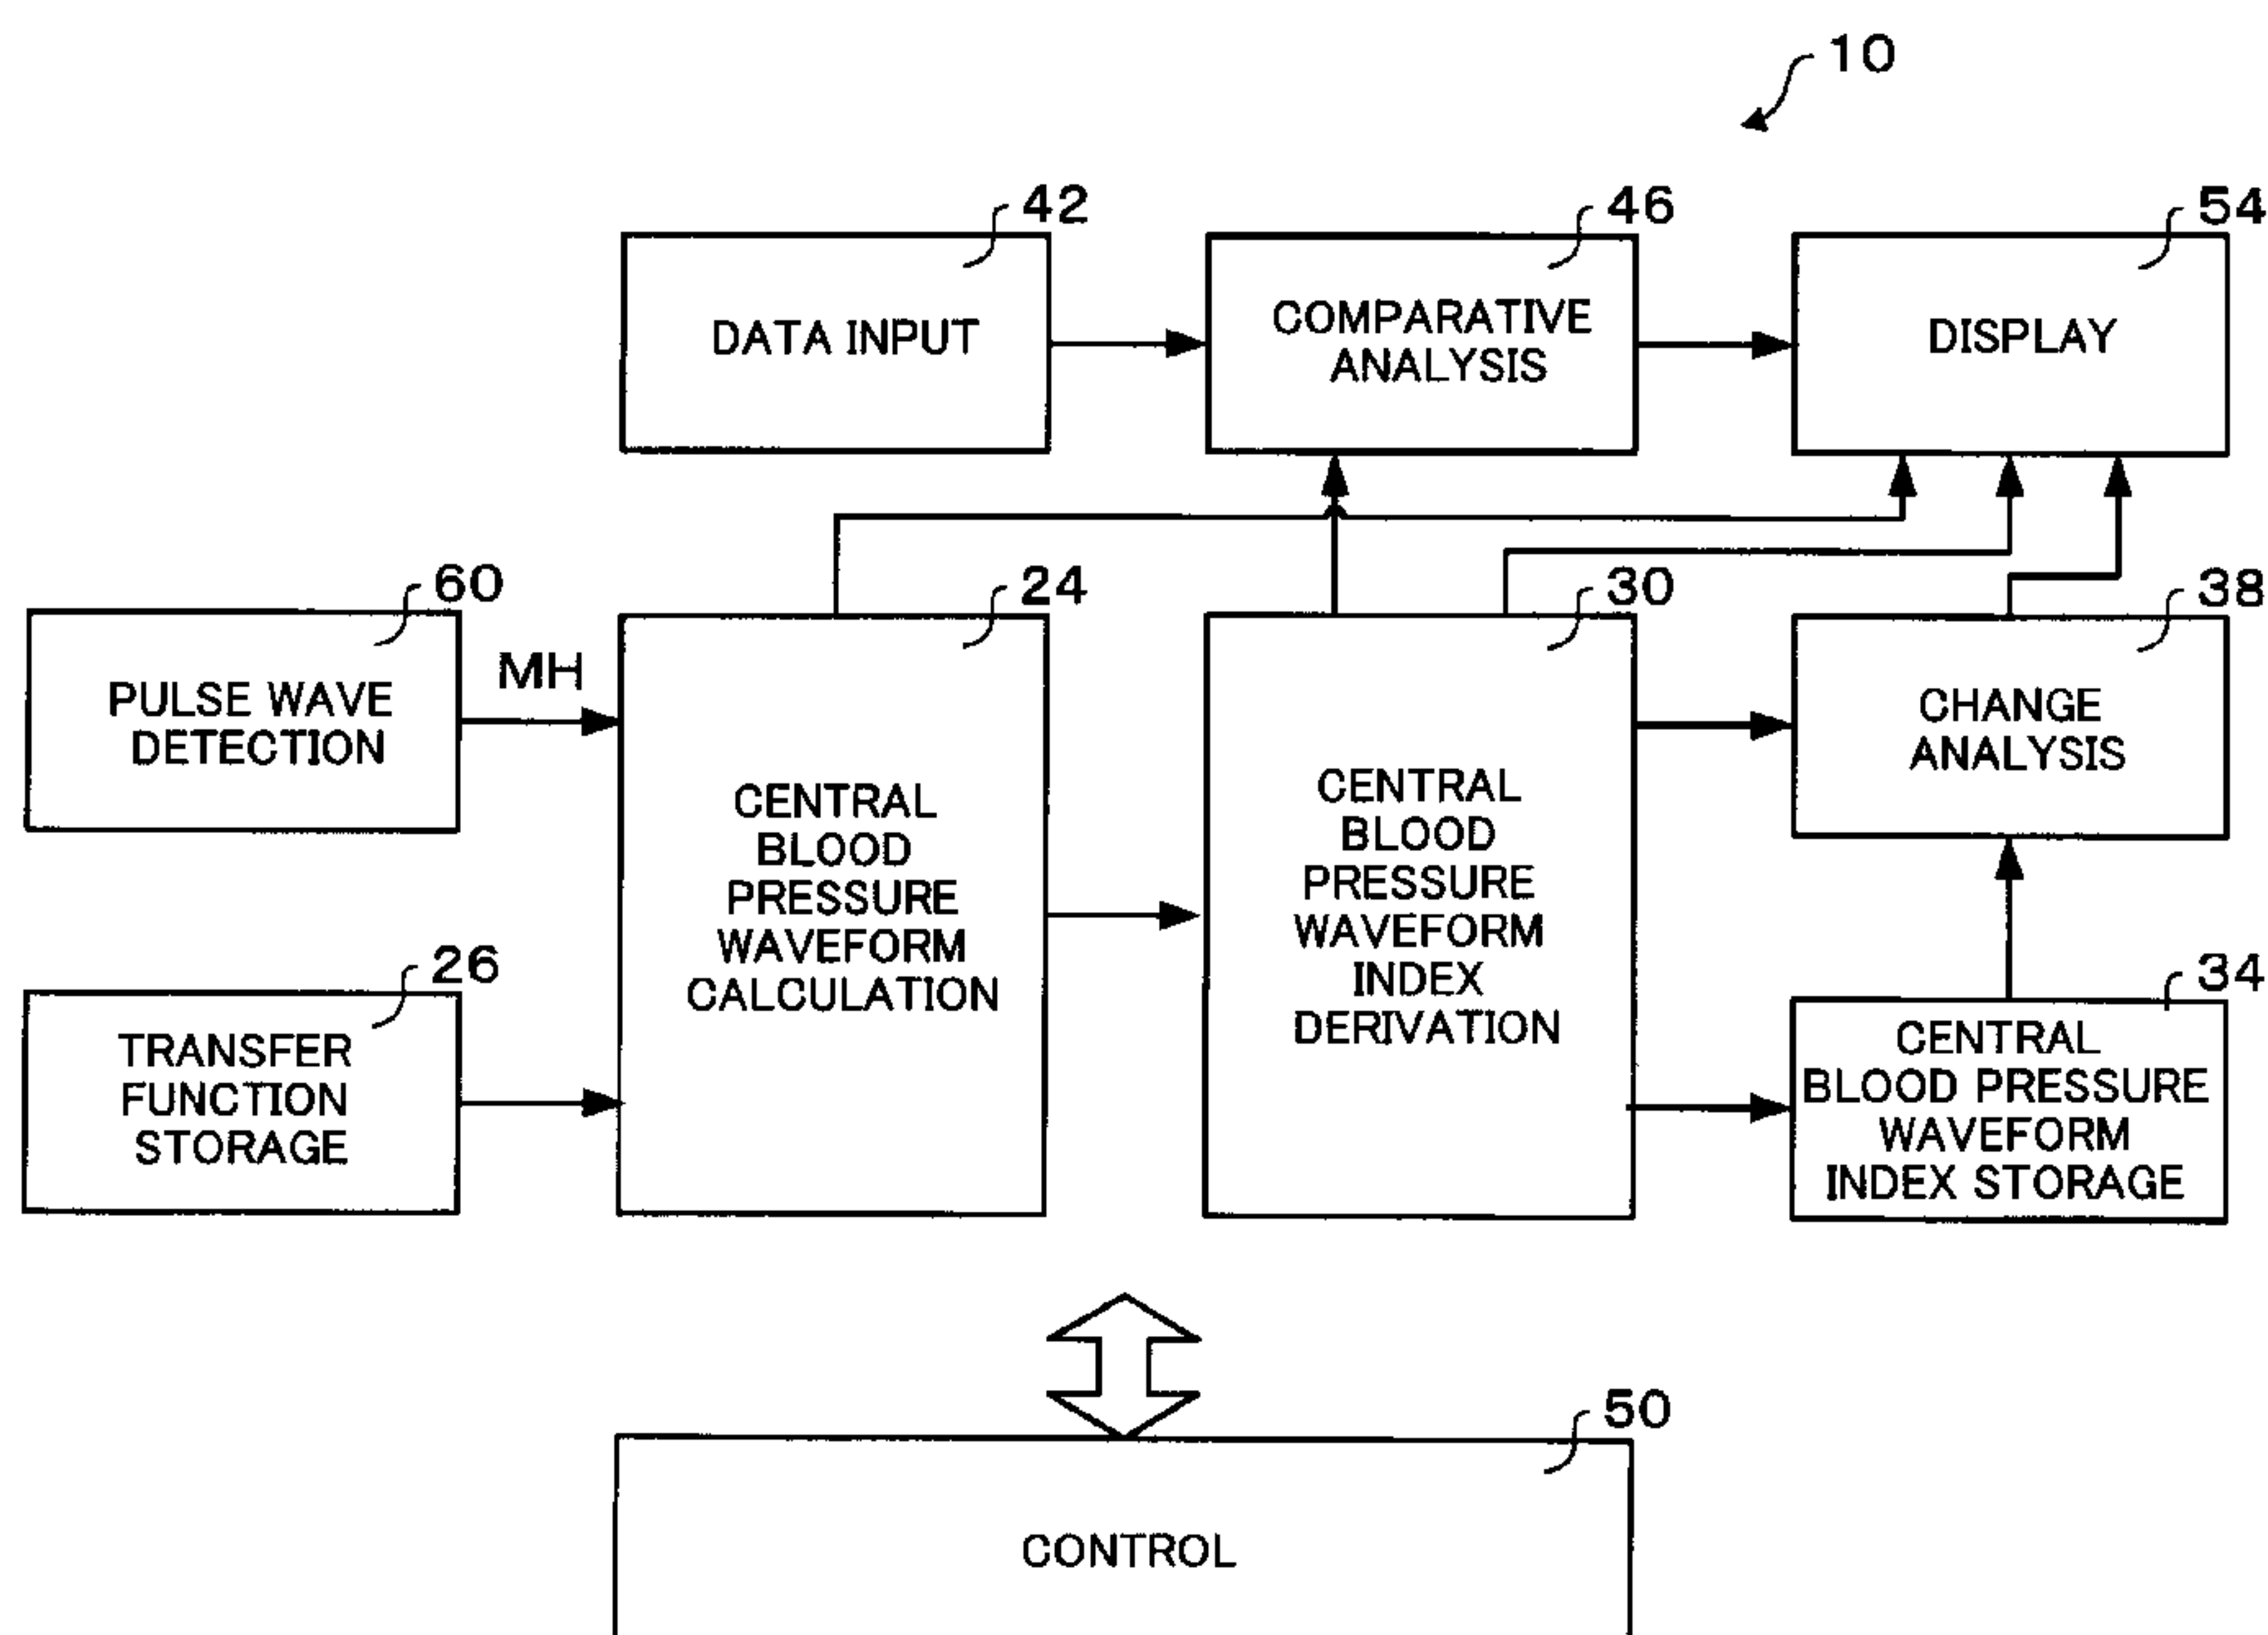 10
42
46
54
DATA INPUT
COMPARATIVE
ANALYSIS
DISPLAY
60
24
30
38
MH
PULSE WAVE
DETECTION
CENTRAL
BLOOD
PRESSURE
WAVEFORM
CALCULATION
CENTRAL
BLOOD
PRESSURE
WAVEFORM
INDEX
DERIVATION
CHANGE
ANALYSIS
26
34
TRANSFER
FUNCTION
STORAGE
CENTRAL
BLOOD PRESSURE
WAVEFORM
INDEX STORAGE
50
CONTROL